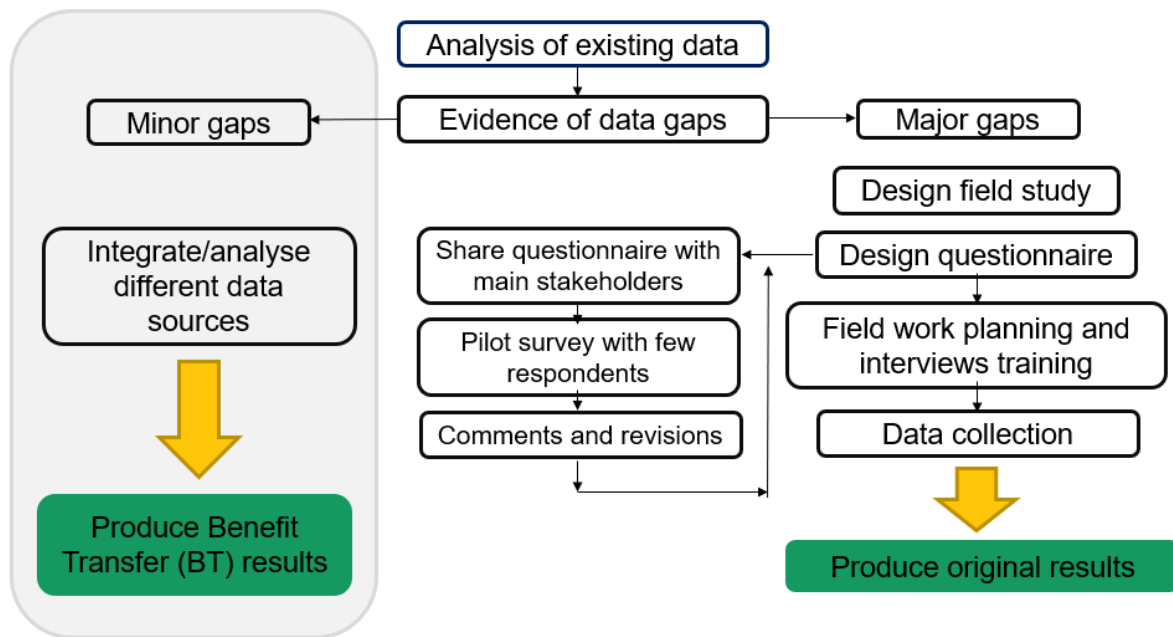 Analysis of existing data
Minor gaps
Evidence of data gaps
Major gaps
Design field study
Integrate/analyse
different data
sources
Share questionnaire with
main stakeholders
Design questionnaire
Pilot survey with few
respondents
Field work planning and
interviews training
Comments and revisions
Data collection
Produce Benefit
Transfer (BT) results
Produce original results